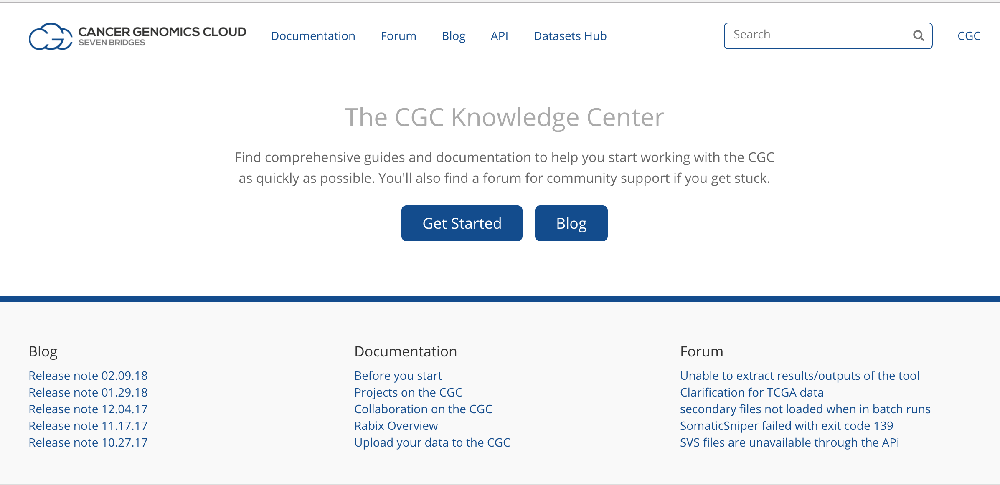 CANCER GENOMICS CLOUD
SEVEN BRIDGES
Documentation
Forum
Blog
API
Datasets Hub
Search
CGC
The CGC Knowledge Center
Find comprehensive guides and documentation to help you start working with the CGC
as quickly as possible. You'll also find a forum for community support if you get stuck.
Get Started
Blog
Blog
Release note 02.09.18
Release note 01.29.18
Release note 12.04.17
Release note 11.17.17
Release note 10.27.17
Documentation
Before you start
Projects on the CGC
Collaboration on the CGC
Rabix Overview
Upload your data to the CGC
Forum
Unable to extract results/outputs of the tool
Clarification for TCGA data
secondary files not loaded when in batch runs
SomaticSniper failed with exit code 139
SVS files are unavailable through the APi